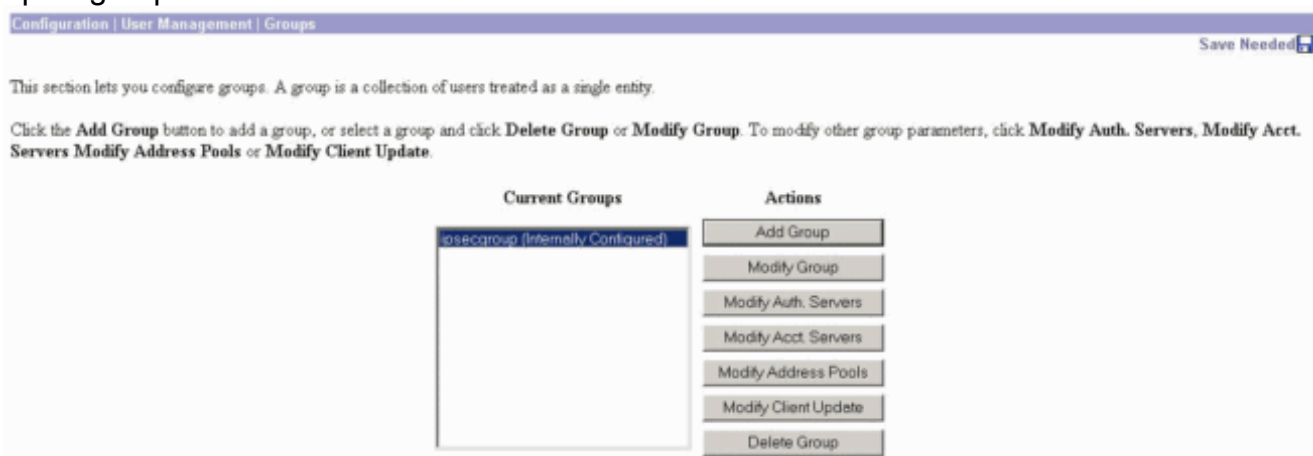 Configuration | User Management | Groups
Save Needed
This section lets you configure groups. A group is a collection of users treated as a single entity.
Click the Add Group button to add a group, or select a group and click Delete Group or Modify Group. To modify other group parameters, click Modify Auth. Servers, Modify Acct.
Servers Modify Address Pools or Modify Client Update.
Current Groups
Actions
ipsecgroup (Internally Configured)
Add Group
Modify Group
Modify Auth. Servers
Modify Acct. Servers
Modify Address Pools
Modify Client Update
Delete Group